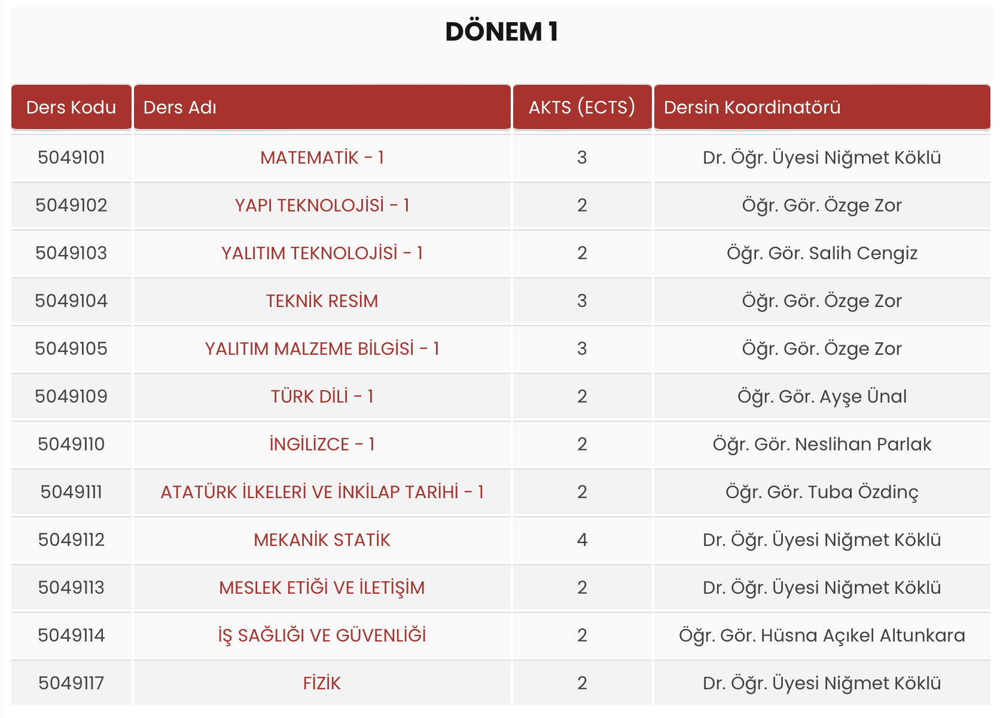 DÖNEM 1
Ders Kodu Ders Adı AKTS (ECTS) Dersin Koordinatörü
5049101 MATEMATİK - 1 3 Dr. Öğr. Üyesi Niğmet Köklü
5049102 YAPI TEKNOLOJİSİ - 1 2 Öğr. Gör. Özge Zor
5049103 YALITIM TEKNOLOJİSİ - 1 2 Öğr. Gör. Salih Cengiz
5049104 TEKNİK RESİM 3 Öğr. Gör. Özge Zor
5049105 YALITIM MALZEME BİLGİSİ - 1 3 Öğr. Gör. Özge Zor
5049109 TÜRK DİLİ - 1 2 Öğr. Gör. Ayşe Ünal
5049110 İNGİLİZCE - 1 2 Öğr. Gör. Neslihan Parlak
5049111 ATATÜRK İLKELERİ VE İNKİLAP TARİHİ - 1 2 Öğr. Gör. Tuba Özdinç
5049112 MEKANİK STATİK 4 Dr. Öğr. Üyesi Niğmet Köklü
5049113 MESLEK ETİĞİ VE İLETİŞİM 2 Dr. Öğr. Üyesi Niğmet Köklü
5049114 İŞ SAĞLIĞI VE GÜVENLİĞİ 2 Öğr. Gör. Hüsna Açıkel Altunkara
5049117 FİZİK 2 Dr. Öğr. Üyesi Niğmet Köklü